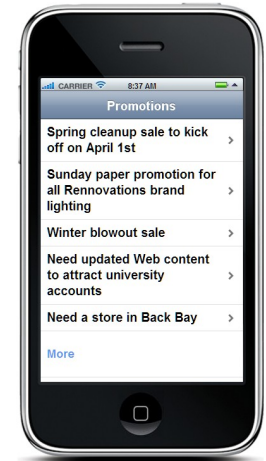 CARRIER 8:37 AM
Promotions
Spring cleanup sale to kick
off on April 1st
Sunday paper promotion for
all Rennovations brand
lighting
Winter blowout sale
Need updated Web content
to attract university
accounts
Need a store in Back Bay
More